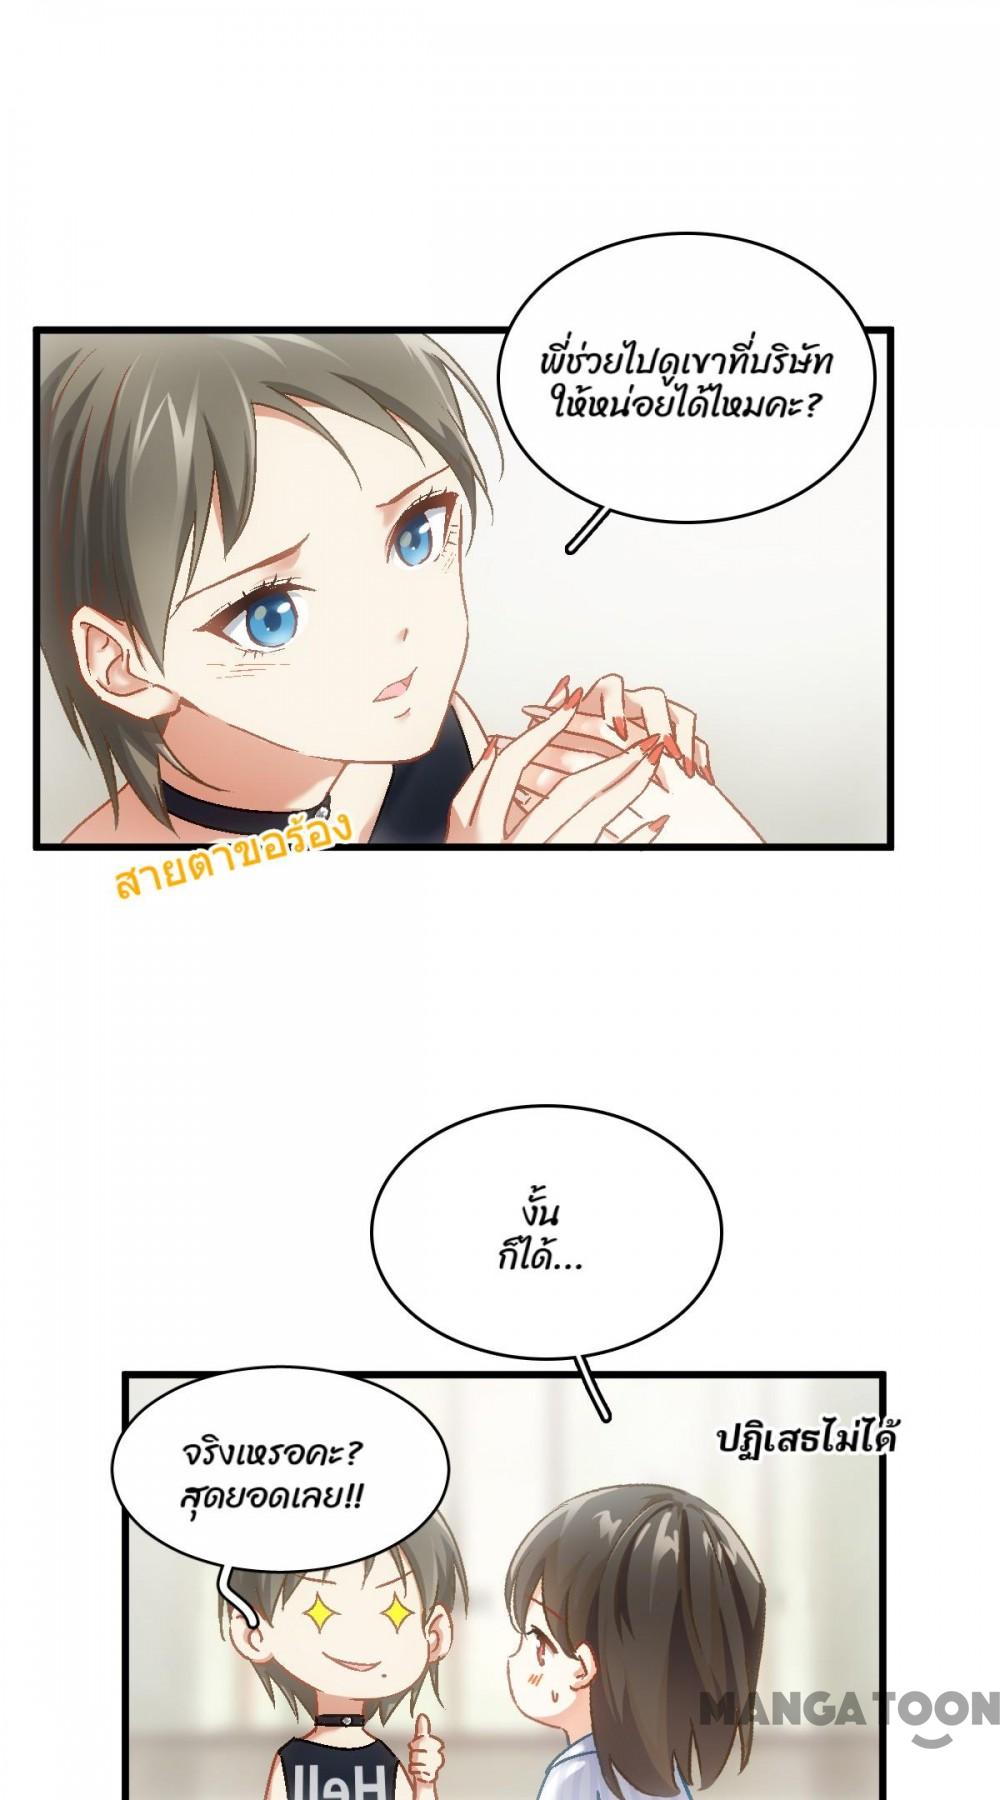 พี่ช่วยไปดูเขาที่บริษัท
ให้หน่อยได้ไหมคะ?
สายตาขอร้อง
งั้น
ก็ได้...
ปฏิเสธไม่ได้
จริงเหรอคะ?
สุดยอดเลย!!
MANGATOON
Hell